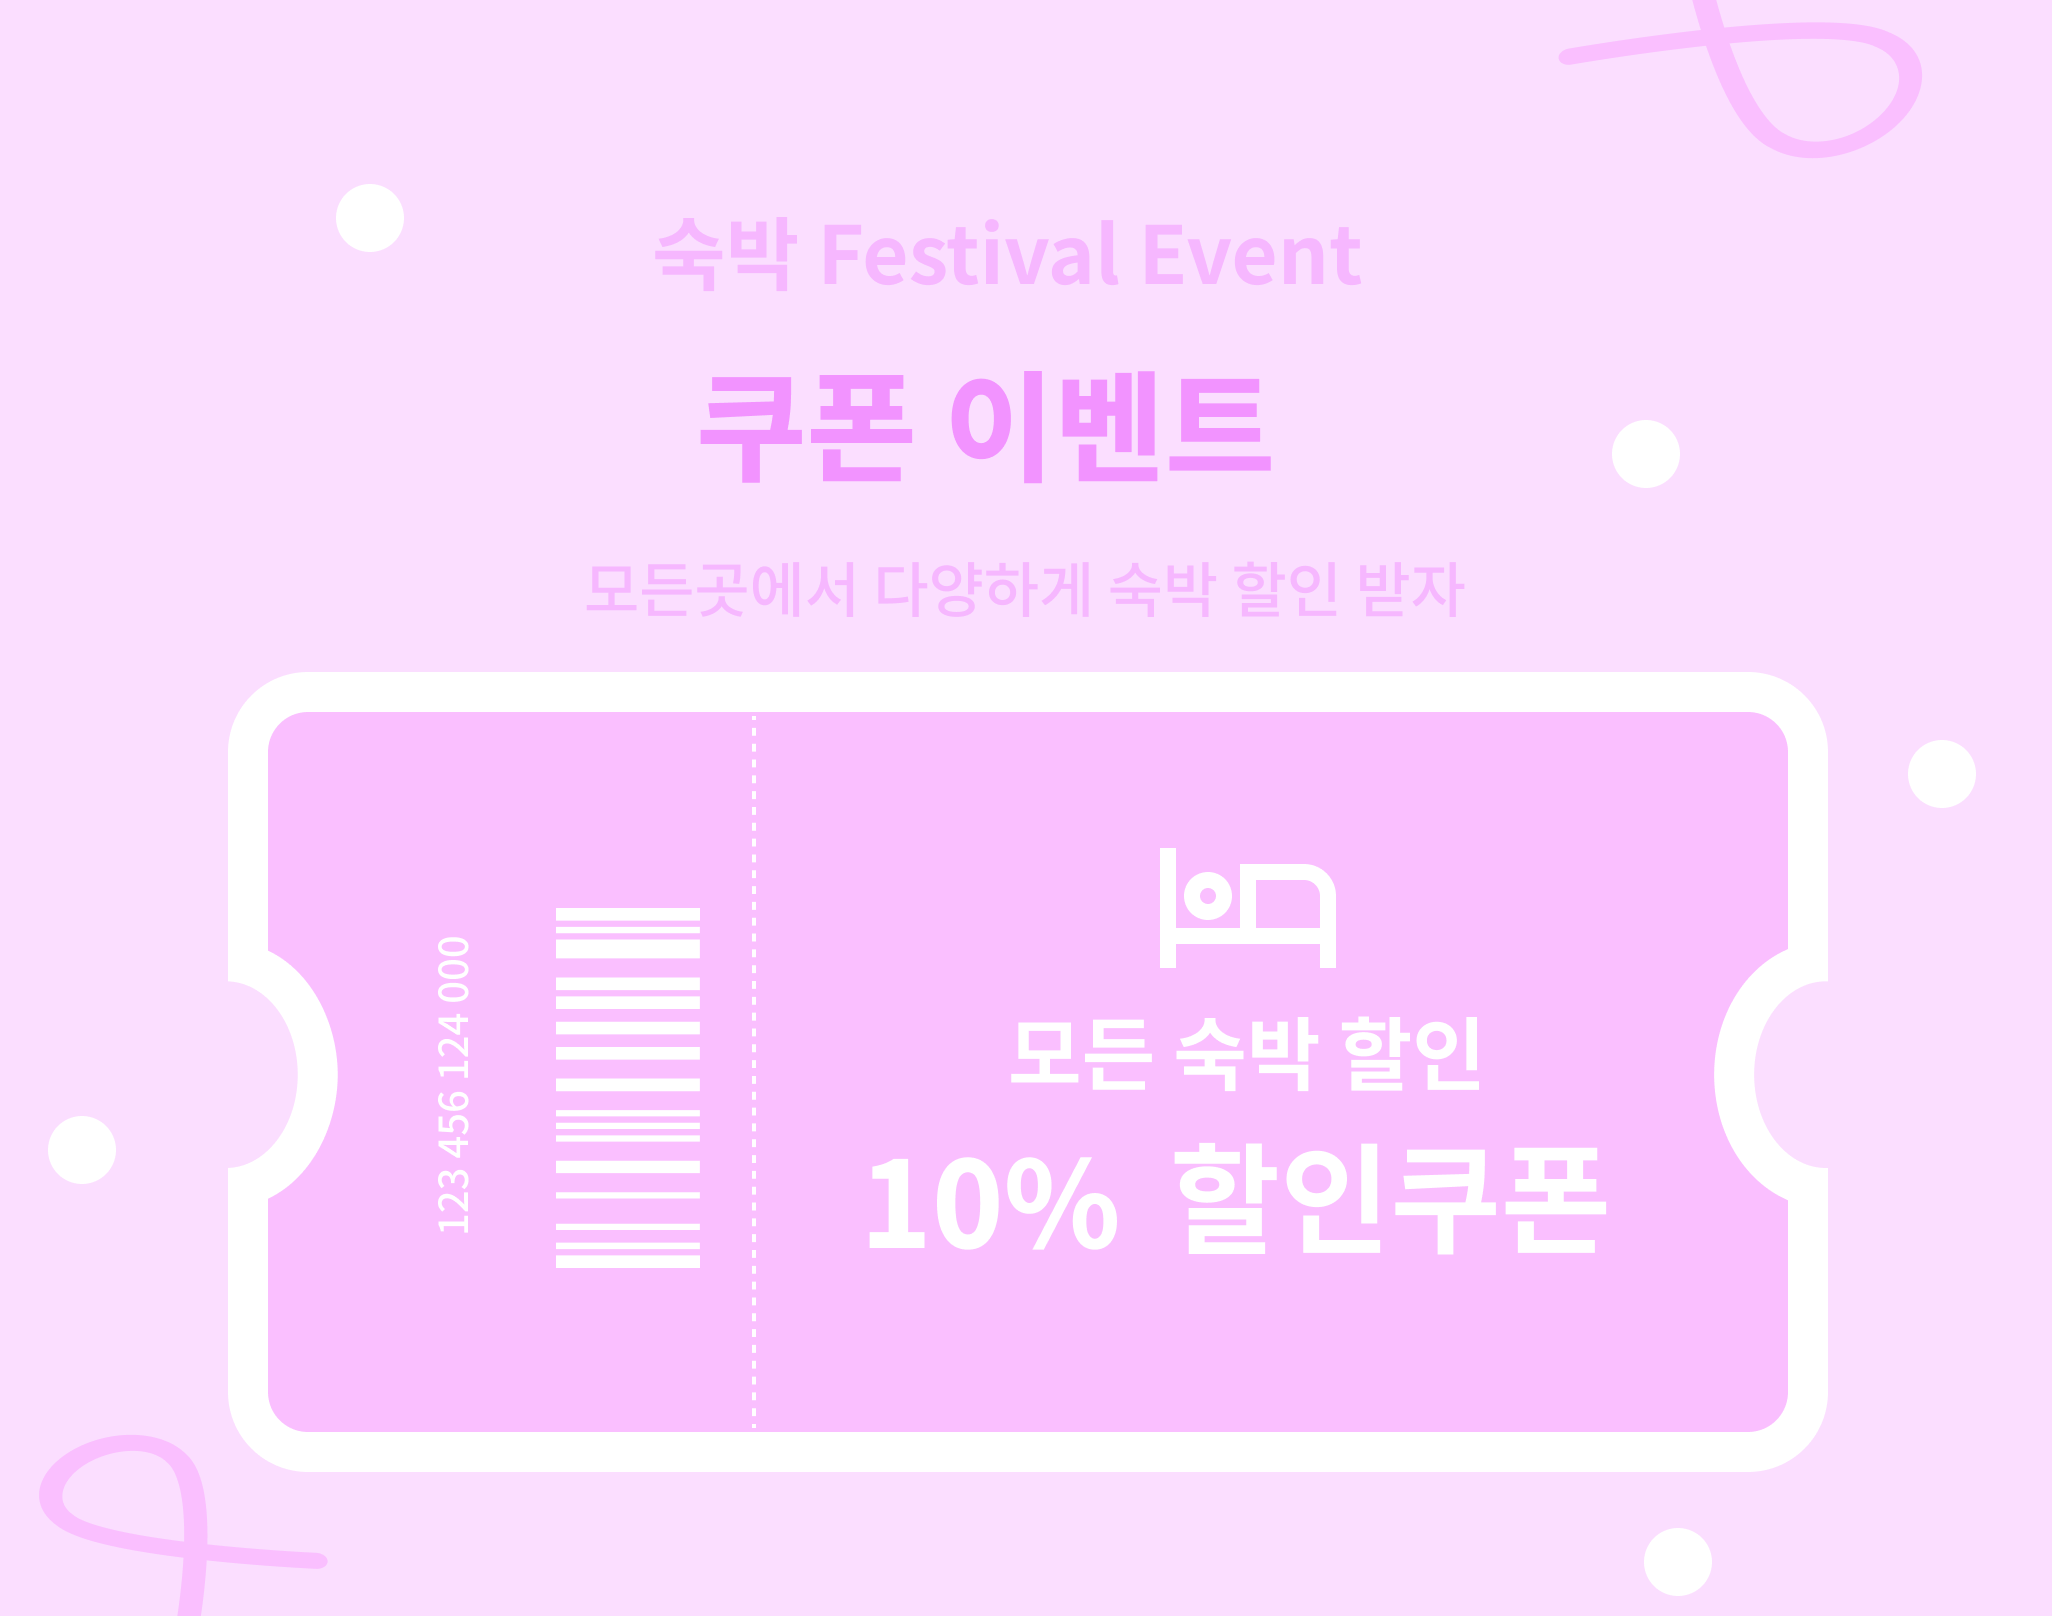 숙박 Festival Event
쿠폰 이벤트
모든곳에서 다양하게 숙박 할인 받자
123 456 124 0000
모든 숙박 할인
10% 할인쿠폰